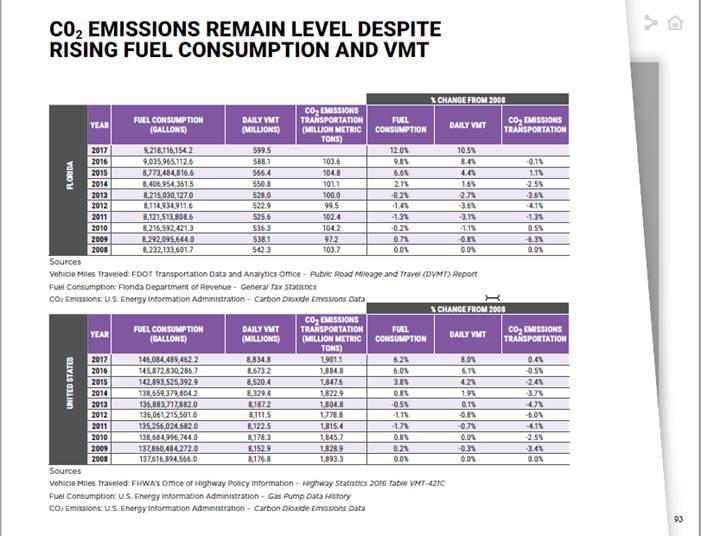 CO₂ EMISSIONS REMAIN LEVEL DESPITE
RISING FUEL CONSUMPTION AND VMT
% CHANGE FROM 2008
FLORIDA
YEAR FUEL CONSUMPTION (GALLONS) DAILY VMT (MILLIONS) CO₂ EMISSIONS TRANSPORTATION (MILLION METRIC TONS) FUEL CONSUMPTION DAILY VMT CO₂ EMISSIONS TRANSPORTATION
2017 9,218,116,154.2 599.5 12.0% 10.5%
2016 9,035,965,112.6 588.1 103.6 9.8% 8.4% -0.1%
2015 8,773,484,816.6 566.4 104.8 6.6% 4.4% 1.1%
2014 8,406,954,361.5 550.8 101.1 2.1% 1.6% -2.5%
2013 8,215,030,127.0 528.0 100.0 -0.2% -2.7% -3.6%
2012 8,114,934,911.6 522.9 99.5 -1.4% -3.6% -4.1%
2011 8,121,513,808.6 525.6 102.4 -1.3% -3.1% -1.3%
2010 8,216,592,421.3 536.3 104.2 -0.2% -1.1% 0.5%
2009 8,292,095,644.0 538.1 97.2 0.7% -0.8% -6.3%
2008 8,232,133,601.7 542.3 103.7 0.0% 0.0% 0.0%
Sources
Vehicle Miles Traveled: FDOT Transportation Data and Analytics Office - Public Road Mileage and Travel (DVMT) Report
Fuel Consumption: Florida Department of Revenue - General Tax Statistics
CO₂ Emissions: U.S. Energy Information Administration - Carbon Dioxide Emissions Data
% CHANGE FROM 2008
UNITED STATES
YEAR FUEL CONSUMPTION (GALLONS) DAILY VMT (MILLIONS) CO₂ EMISSIONS TRANSPORTATION (MILLION METRIC TONS) FUEL CONSUMPTION DAILY VMT CO₂ EMISSIONS TRANSPORTATION
2017 146,084,489,462.2 8,834.8 1,901.1 6.2% 8.0% 0.4%
2016 145,872,830,286.7 8,673.2 1,884.8 6.0% 6.1% -0.5%
2015 142,893,525,392.9 8,520.4 1,847.6 3.8% 4.2% -2.4%
2014 138,659,379,804.2 8,329.4 1,822.9 0.8% 1.9% -3.7%
2013 136,883,717,882.0 8,187.2 1,804.8 -0.5% 0.1% -4.7%
2012 136,061,215,501.0 8,111.5 1,778.8 -1.1% -0.8% -6.0%
2011 135,256,024,682.0 8,122.5 1,815.4 -1.7% -0.7% -4.1%
2010 138,684,996,744.0 8,178.3 1,845.7 0.8% 0.0% -2.5%
2009 137,860,484,272.0 8,152.9 1,828.9 0.2% -0.3% -3.4%
2008 137,616,894,566.0 8,176.8 1,893.3 0.0% 0.0% 0.0%
Sources
Vehicle Miles Traveled: FHWA's Office of Highway Policy Information - Highway Statistics 2016 Table VMT-421C
Fuel Consumption: U.S. Energy Information Administration - Gas Pump Data History
CO₂ Emissions: U.S. Energy Information Administration - Carbon Dioxide Emissions Data
93